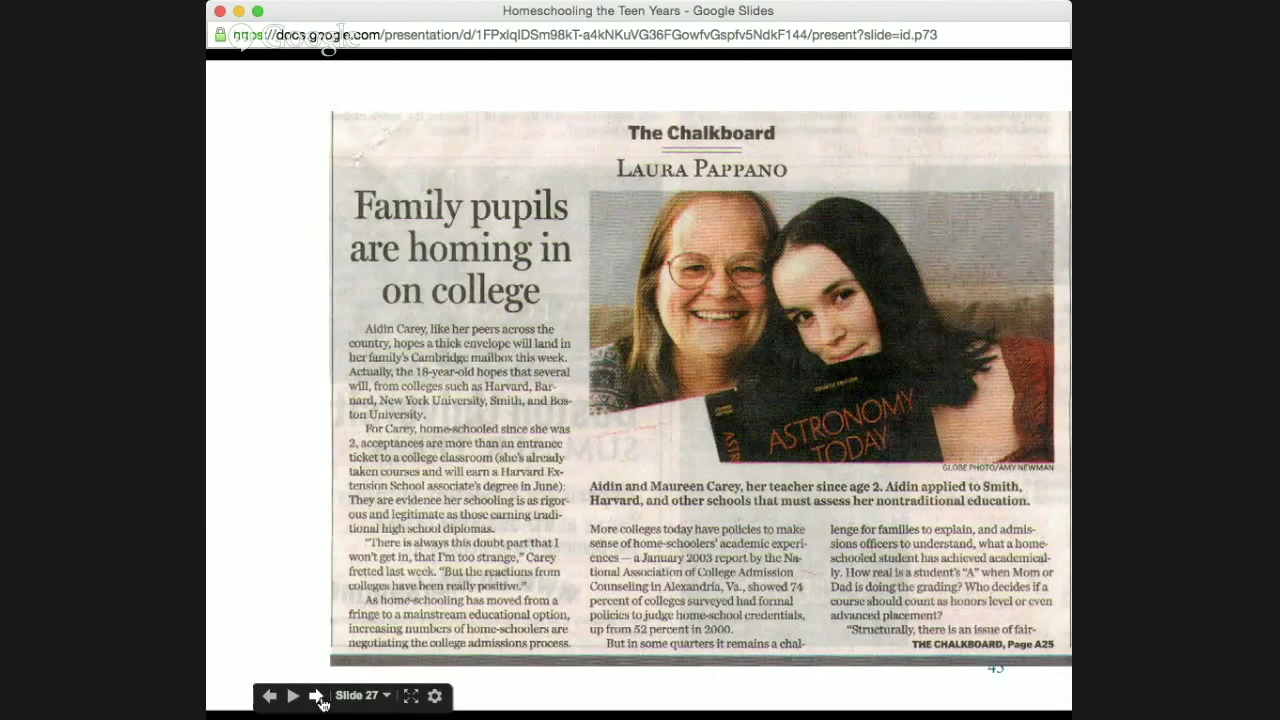 Homeschooling the Teen Years - Google Slides
https://docs.google.com/presentation/d/1FPxlqIDSm98kT-a4kNKuVG36FGowfvGspfv5NdkF144/present?slide=id.p73
Google
The Chalkboard
LAURA PAPPANO
Family pupils
are homing in
on college
Aidin Carey, like her peers across the
country, hopes a thick envelope will land in
her family's Cambridge mailbox this week.
Actually, the 18-year-old hopes that several
will, from colleges such as Harvard, Bar-
nard, New York University, Smith, and Bos-
ton University.
For Carey, home-schooled since she was
2, acceptances are more than an entrance
ticket to a college classroom (she's already
taken courses and will earn a Harvard Ex-
tension School associate's degree in June):
They are evidence her schooling is as rigor-
ous and legitimate as those earning tradi-
tional high school diplomas.
"There is always this doubt part that I
won't get in, that I'm too strange," Carey
fretted last week. "But the reactions from
colleges have been really positive."
As home-schooling has moved from a
fringe to a mainstream educational option,
increasing numbers of home-schoolers are
negotiating the college admissions process.
FOURTH EDITION
ASTRONOMY
TODAY
GLOBE PHOTO/AMY NEWMAN
Aidin and Maureen Carey, her teacher since age 2. Aidin applied to Smith,
Harvard, and other schools that must assess her nontraditional education.
More colleges today have policies to make
sense of home-schoolers' academic experi-
ences — a January 2003 report by the Na-
tional Association of College Admission
Counseling in Alexandria, Va., showed 74
percent of colleges surveyed had formal
policies to judge home-school credentials,
up from 52 percent in 2000.
But in some quarters it remains a chal-
lenge for families to explain, and admis-
sions officers to understand, what a home-
schooled student has achieved academical-
ly. How real is a student's "A" when Mom or
Dad is doing the grading? Who decides if a
course should count as honors level or even
advanced placement?
"Structurally, there is an issue of fair-
THE CHALKBOARD, Page A25
Slide 27